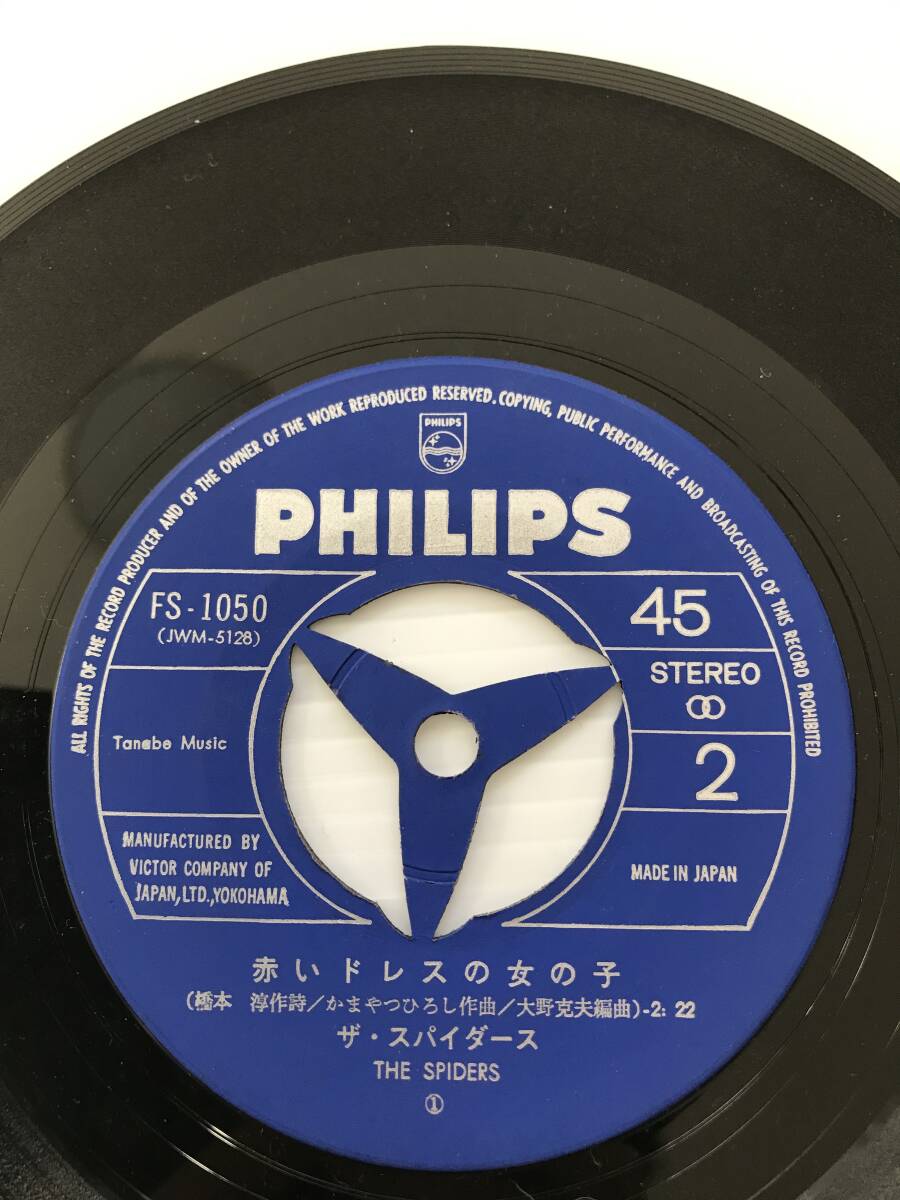 ALL RIGHTS OF THE RECORD PRODUCER AND OF THE OWNER OF THE WORK REPRODUCED RESERVED. COPYING, PUBLIC PERFORMANCE AND BROADCASTING OF THIS RECORD PROHIBITED
PHILIPS
PHILIPS
FS-1050
(JWM-5128)
45
STEREO
Tanabe Music
2
MANUFACTURED BY
VICTOR COMPANY OF
JAPAN, LTD., YOKOHAMA
MADE IN JAPAN
赤いドレスの女の子
(橋本 淳作詩/かまやつひろし作曲/大野克夫編曲)-2:22
ザ・スパイダース
THE SPIDERS
①